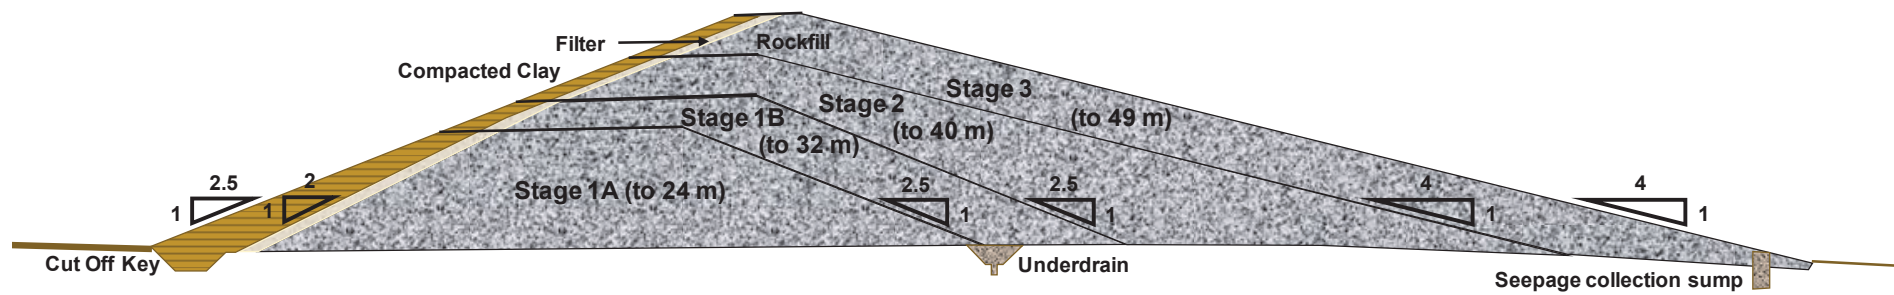 Filter
Rockfill
Compacted Clay
Stage 3
(to 49 m)
Stage 2
(to 40 m)
Stage 1B
(to 32 m)
Stage 1A (to 24 m)
2.5
1
2
1
2.5
1
2.5
1
4
1
4
1
Cut Off Key
Underdrain
Seepage collection sump